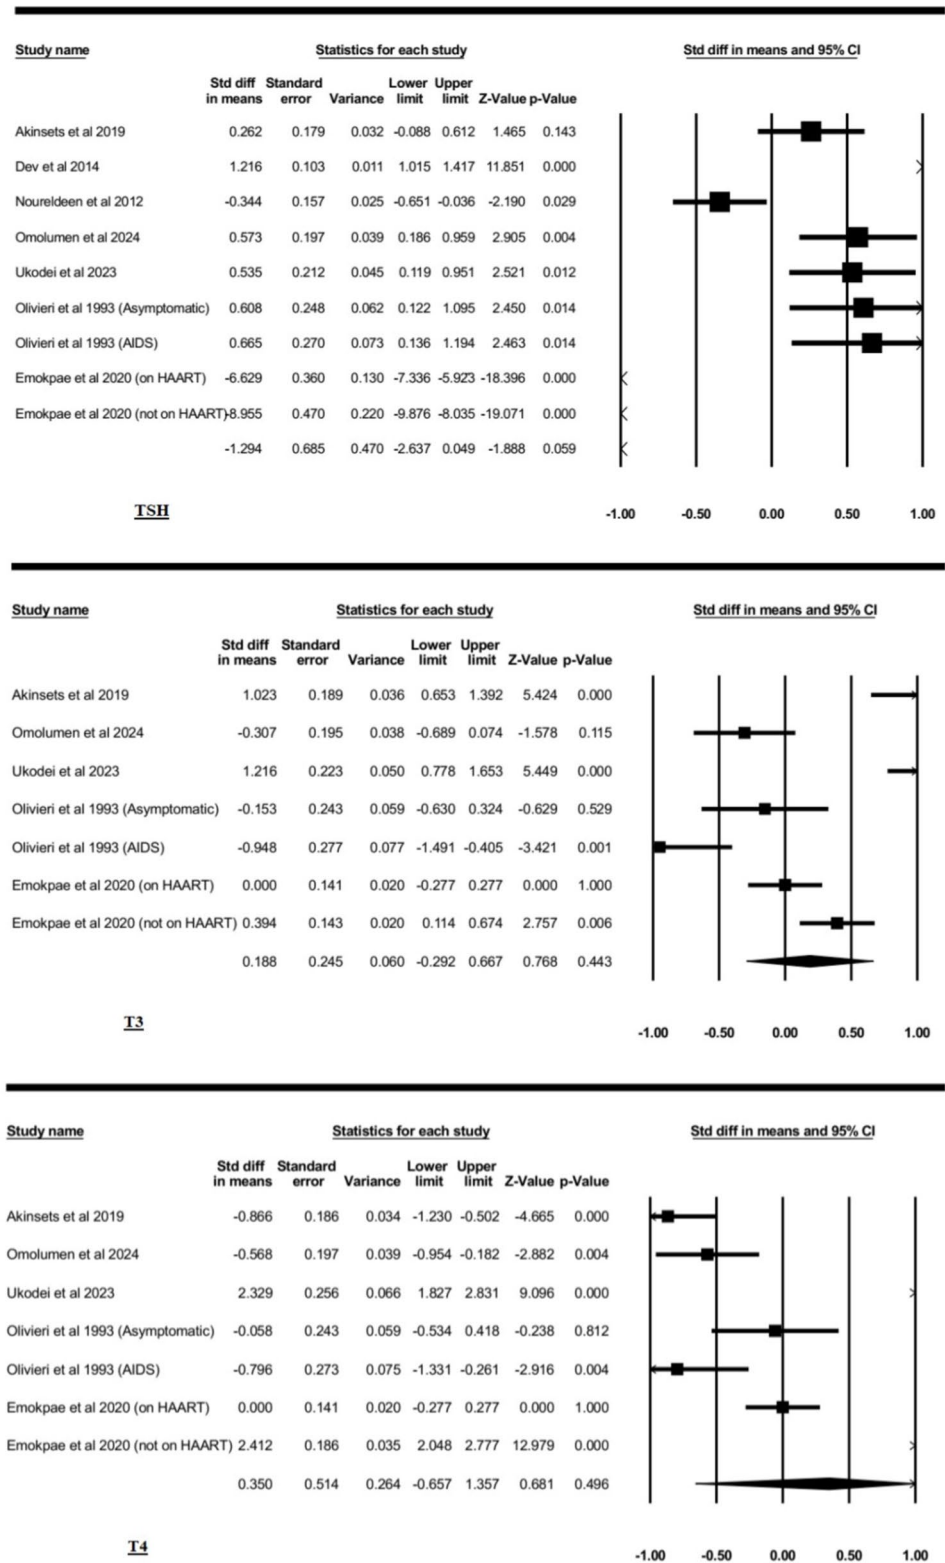 Study name Statistics for each study Std diff in means and 95% CI
Std diff Standard Lower Upper
in means error Variance limit limit Z-Value p-Value
Akinsets et al 2019 0.262 0.179 0.032 -0.088 0.612 1.465 0.143
Dev et al 2014 1.216 0.103 0.011 1.015 1.417 11.851 0.000
Noureldeen et al 2012 -0.344 0.157 0.025 -0.651 -0.036 -2.190 0.029
Omolumen et al 2024 0.573 0.197 0.039 0.186 0.959 2.905 0.004
Ukodei et al 2023 0.535 0.212 0.045 0.119 0.951 2.521 0.012
Olivieri et al 1993 (Asymptomatic) 0.608 0.248 0.062 0.122 1.095 2.450 0.014
Olivieri et al 1993 (AIDS) 0.665 0.270 0.073 0.136 1.194 2.463 0.014
Emokpae et al 2020 (on HAART) -6.629 0.360 0.130 -7.336 -5.923 -18.396 0.000
Emokpae et al 2020 (not on HAART)-8.955 0.470 0.220 -9.876 -8.035 -19.071 0.000
-1.294 0.685 0.470 -2.637 0.049 -1.888 0.059
TSH -1.00 -0.50 0.00 0.50 1.00
Study name Statistics for each study Std diff in means and 95% CI
Std diff Standard Lower Upper
in means error Variance limit limit Z-Value p-Value
Akinsets et al 2019 1.023 0.189 0.036 0.653 1.392 5.424 0.000
Omolumen et al 2024 -0.307 0.195 0.038 -0.689 0.074 -1.578 0.115
Ukodei et al 2023 1.216 0.223 0.050 0.778 1.653 5.449 0.000
Olivieri et al 1993 (Asymptomatic) -0.153 0.243 0.059 -0.630 0.324 -0.629 0.529
Olivieri et al 1993 (AIDS) -0.948 0.277 0.077 -1.491 -0.405 -3.421 0.001
Emokpae et al 2020 (on HAART) 0.000 0.141 0.020 -0.277 0.277 0.000 1.000
Emokpae et al 2020 (not on HAART) 0.394 0.143 0.020 0.114 0.674 2.757 0.006
0.188 0.245 0.060 -0.292 0.667 0.768 0.443
T3 -1.00 -0.50 0.00 0.50 1.00
Study name Statistics for each study Std diff in means and 95% CI
Std diff Standard Lower Upper
in means error Variance limit limit Z-Value p-Value
Akinsets et al 2019 -0.866 0.186 0.034 -1.230 -0.502 -4.665 0.000
Omolumen et al 2024 -0.568 0.197 0.039 -0.954 -0.182 -2.882 0.004
Ukodei et al 2023 2.329 0.256 0.066 1.827 2.831 9.096 0.000
Olivieri et al 1993 (Asymptomatic) -0.058 0.243 0.059 -0.534 0.418 -0.238 0.812
Olivieri et al 1993 (AIDS) -0.796 0.273 0.075 -1.331 -0.261 -2.916 0.004
Emokpae et al 2020 (on HAART) 0.000 0.141 0.020 -0.277 0.277 0.000 1.000
Emokpae et al 2020 (not on HAART) 2.412 0.186 0.035 2.048 2.777 12.979 0.000
0.350 0.514 0.264 -0.657 1.357 0.681 0.496
T4 -1.00 -0.50 0.00 0.50 1.00